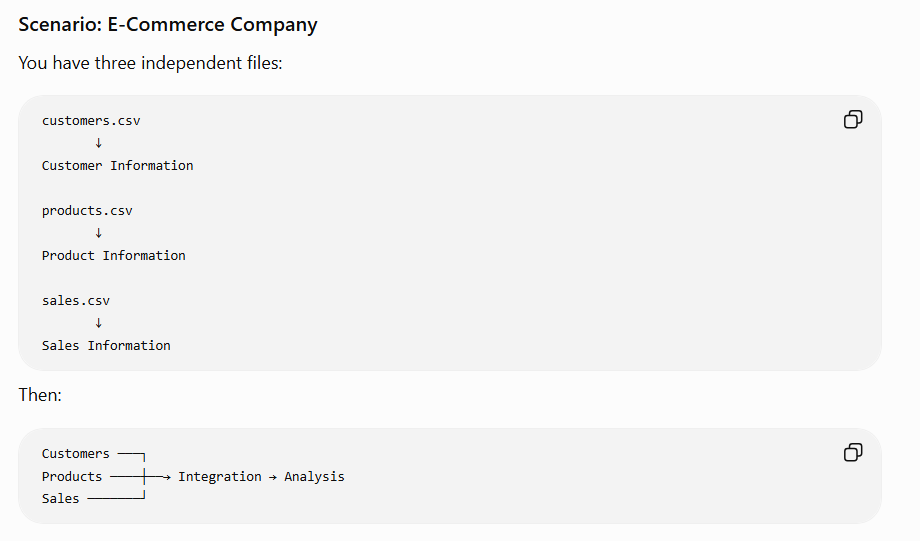 Scenario: E-Commerce Company
You have three independent files:
customers.csv
↓
Customer Information
products.csv
↓
Product Information
sales.csv
↓
Sales Information
Then:
Customers ───┐
Products ────┼──→ Integration → Analysis
Sales ───────┘